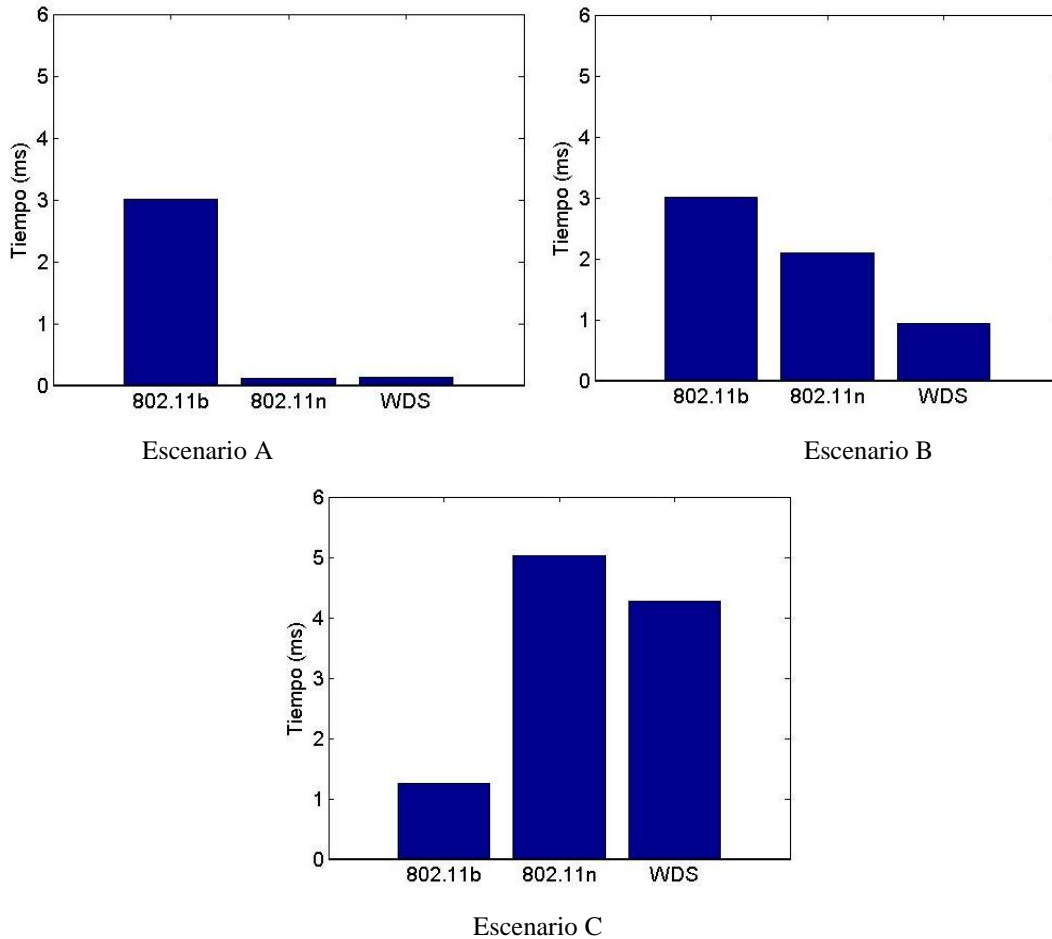 6
5
4
3
2
1
0
Tiempo (ms)
802.11b 802.11n WDS
Escenario A
6
5
4
3
2
1
0
Tiempo (ms)
802.11b 802.11n WDS
Escenario B
6
5
4
3
2
1
0
Tiempo (ms)
802.11b 802.11n WDS
Escenario C